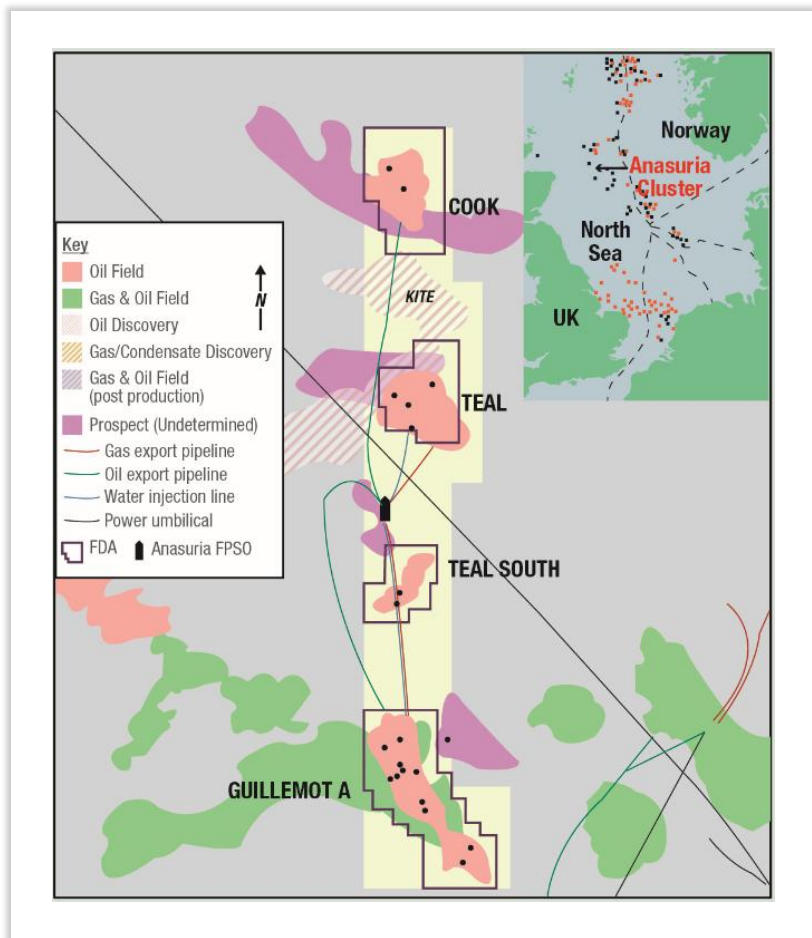 Norway
Anasuria
Cluster
North
Sea
UK
COOK
Key
Oil Field
Gas & Oil Field
N
Oil Discovery
Gas/Condensate Discovery
Gas & Oil Field
(post production)
Prospect (Undetermined)
Gas export pipeline
Oil export pipeline
Water injection line
Power umbilical
FDA
Anasuria FPSO
KITE
TEAL
TEAL SOUTH
GUILLEMOT A